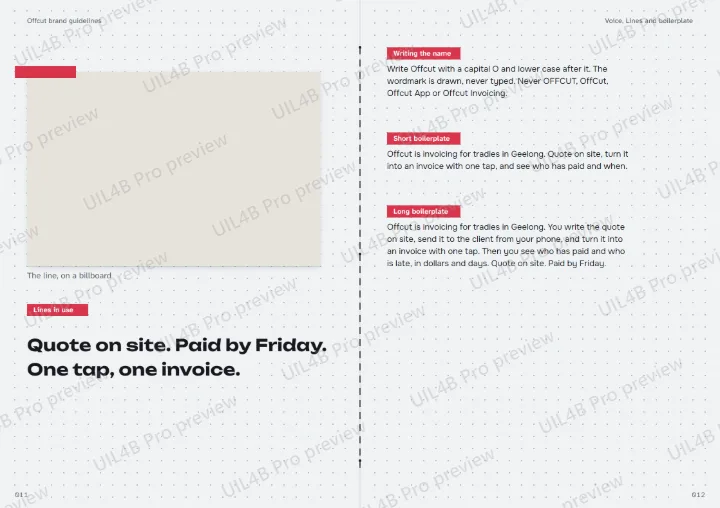 Offcut brand guidelines
The line, on a billboard
Lines in use
Quote on site. Paid by Friday.
One tap, one invoice.
011
Voice, Lines and boilerplate
Writing the name
Write Offcut with a capital O and lower case after it. The
wordmark is drawn, never typed. Never OFFCUT, OffCut,
Offcut App or Offcut Invoicing.
Short boilerplate
Offcut is invoicing for tradies in Geelong. Quote on site, turn it
into an invoice with one tap, and see who has paid and when.
Long boilerplate
Offcut is invoicing for tradies in Geelong. You write the quote
on site, send it to the client from your phone, and turn it into
an invoice with one tap. Then you see who has paid and who
is late, in dollars and days. Quote on site. Paid by Friday.
012
UIL4B Pro preview